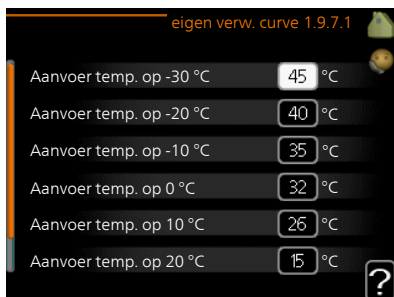 eigen verw. curve 1.9.7.1
Aanvoer temp. op -30 °C 45 °C
Aanvoer temp. op -20 °C 40 °C
Aanvoer temp. op -10 °C 35 °C
Aanvoer temp. op 0 °C 32 °C
Aanvoer temp. op 10 °C 26 °C
Aanvoer temp. op 20 °C 15 °C
?